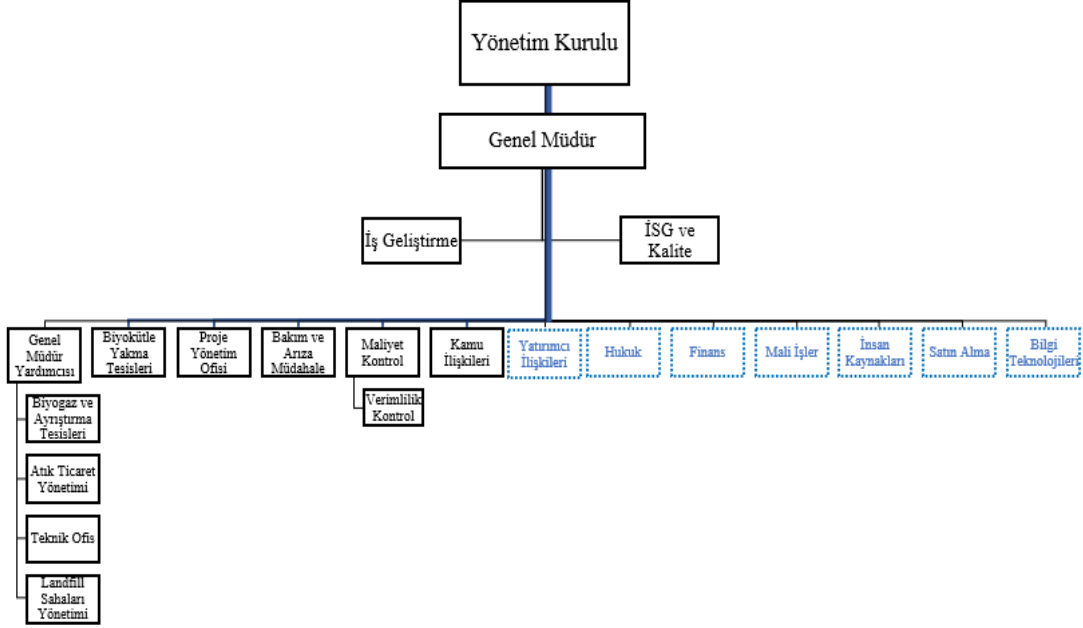 Yönetim Kurulu
Genel Müdür
İş Geliştirme
İSG ve
Kalite
Genel
Müdür
Yardımcısı
Biyokütle
Yakma
Tesisleri
Proje
Yönetim
Ofisi
Bakım ve
Arıza
Müdahale
Maliyet
Kontrol
Kamu
İlişkileri
Yatırımcı
İlişkileri
Hukuk
Finans
Mali İşler
İnsan
Kaynakları
Satın Alma
Bilgi
Teknolojileri
Verimlilik
Kontrol
Biyogaz ve
Ayrıştırma
Tesisleri
Atık Ticaret
Yönetimi
Teknik Ofis
Landfill
Sahaları
Yönetimi